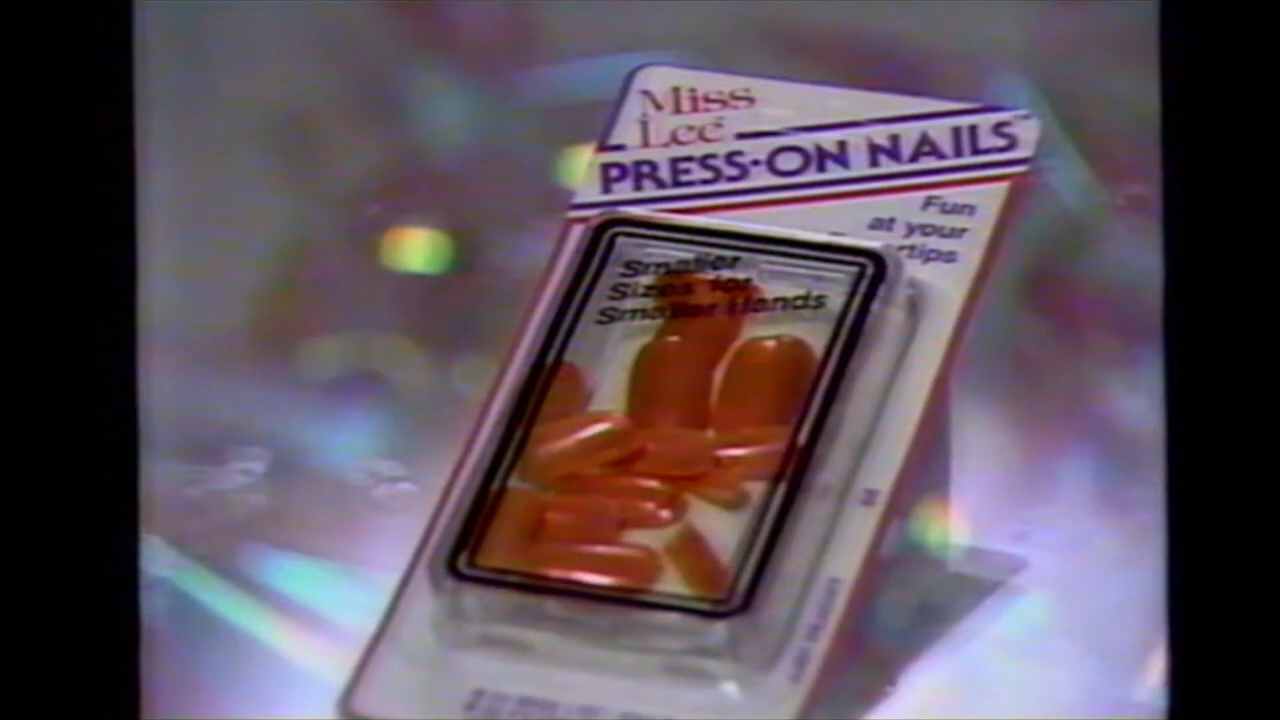 Miss
Lee
PRESS-ON NAILS
Fun
at your
Smaller
Sizes for
Smaller Hands